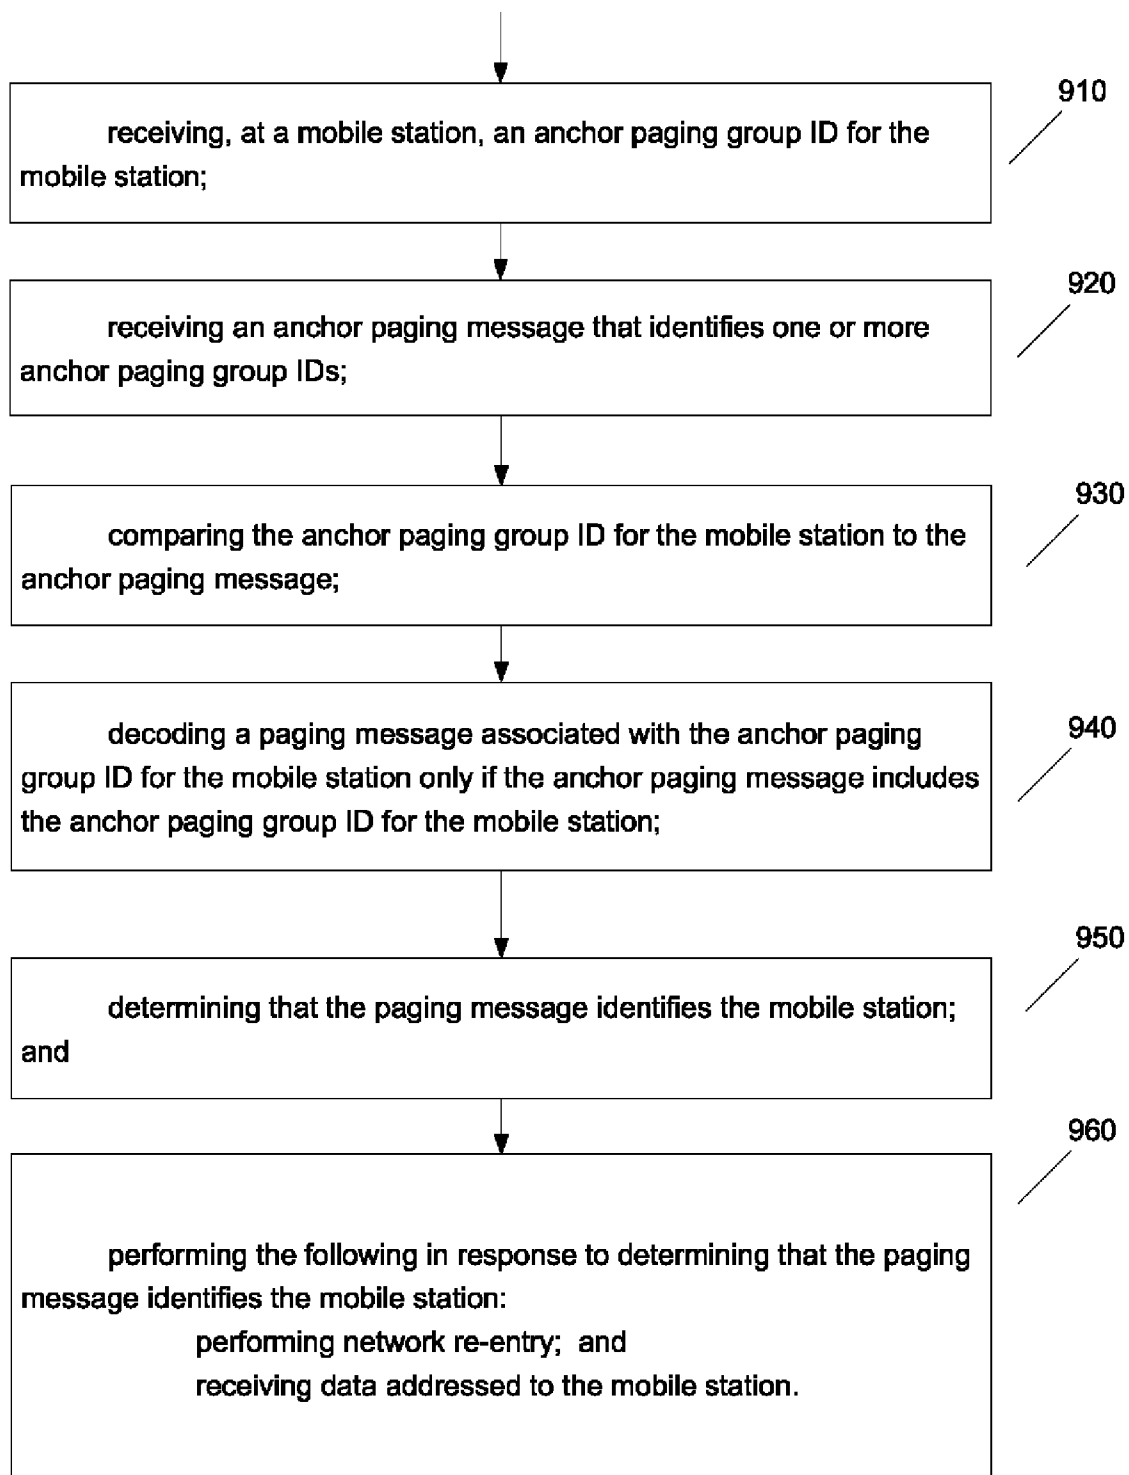 910
receiving, at a mobile station, an anchor paging group ID for the
mobile station;
920
receiving an anchor paging message that identifies one or more
anchor paging group IDs;
930
comparing the anchor paging group ID for the mobile station to the
anchor paging message;
940
decoding a paging message associated with the anchor paging
group ID for the mobile station only if the anchor paging message includes
the anchor paging group ID for the mobile station;
950
determining that the paging message identifies the mobile station;
and
960
performing the following in response to determining that the paging
message identifies the mobile station:
performing network re-entry; and
receiving data addressed to the mobile station.